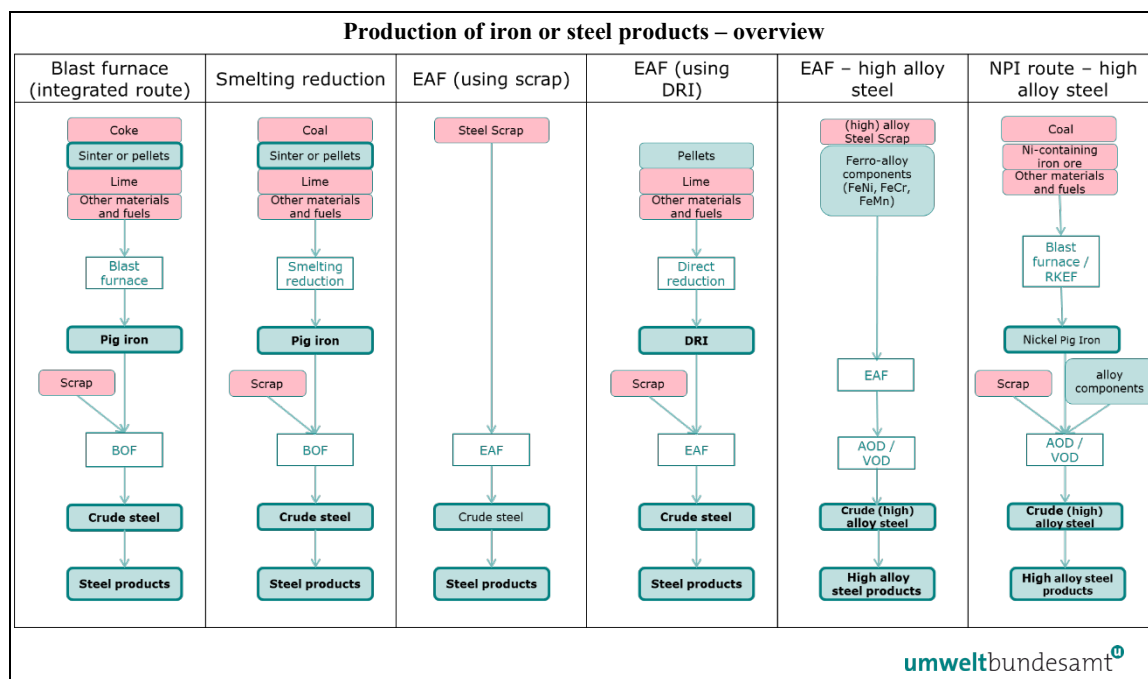 Production of iron or steel products – overview
Blast furnace
(integrated route)
Coke
Sinter or pellets
Lime
Other materials
and fuels
Blast
furnace
Pig iron
Scrap
BOF
Crude steel
Steel products
Smelting reduction
Coal
Sinter or pellets
Lime
Other materials
and fuels
Smelting
reduction
Pig iron
Scrap
BOF
Crude steel
Steel products
EAF (using scrap)
Steel Scrap
EAF
Crude steel
Steel products
EAF (using
DRI)
Pellets
Lime
Other materials
and fuels
Direct
reduction
DRI
Scrap
EAF
Crude steel
Steel products
EAF – high alloy
steel
(high) alloy
Steel Scrap
Ferro-alloy
components
(FeNi, FeCr,
FeMn)
EAF
AOD /
VOD
Crude (high)
alloy steel
High alloy
steel products
NPI route – high
alloy steel
Coal
Ni-containing
iron ore
Other materials
and fuels
Blast
furnace /
RKEF
Nickel Pig Iron
Scrap
alloy
components
AOD /
VOD
Crude (high)
alloy steel
High alloy steel
products
umweltbundesamt